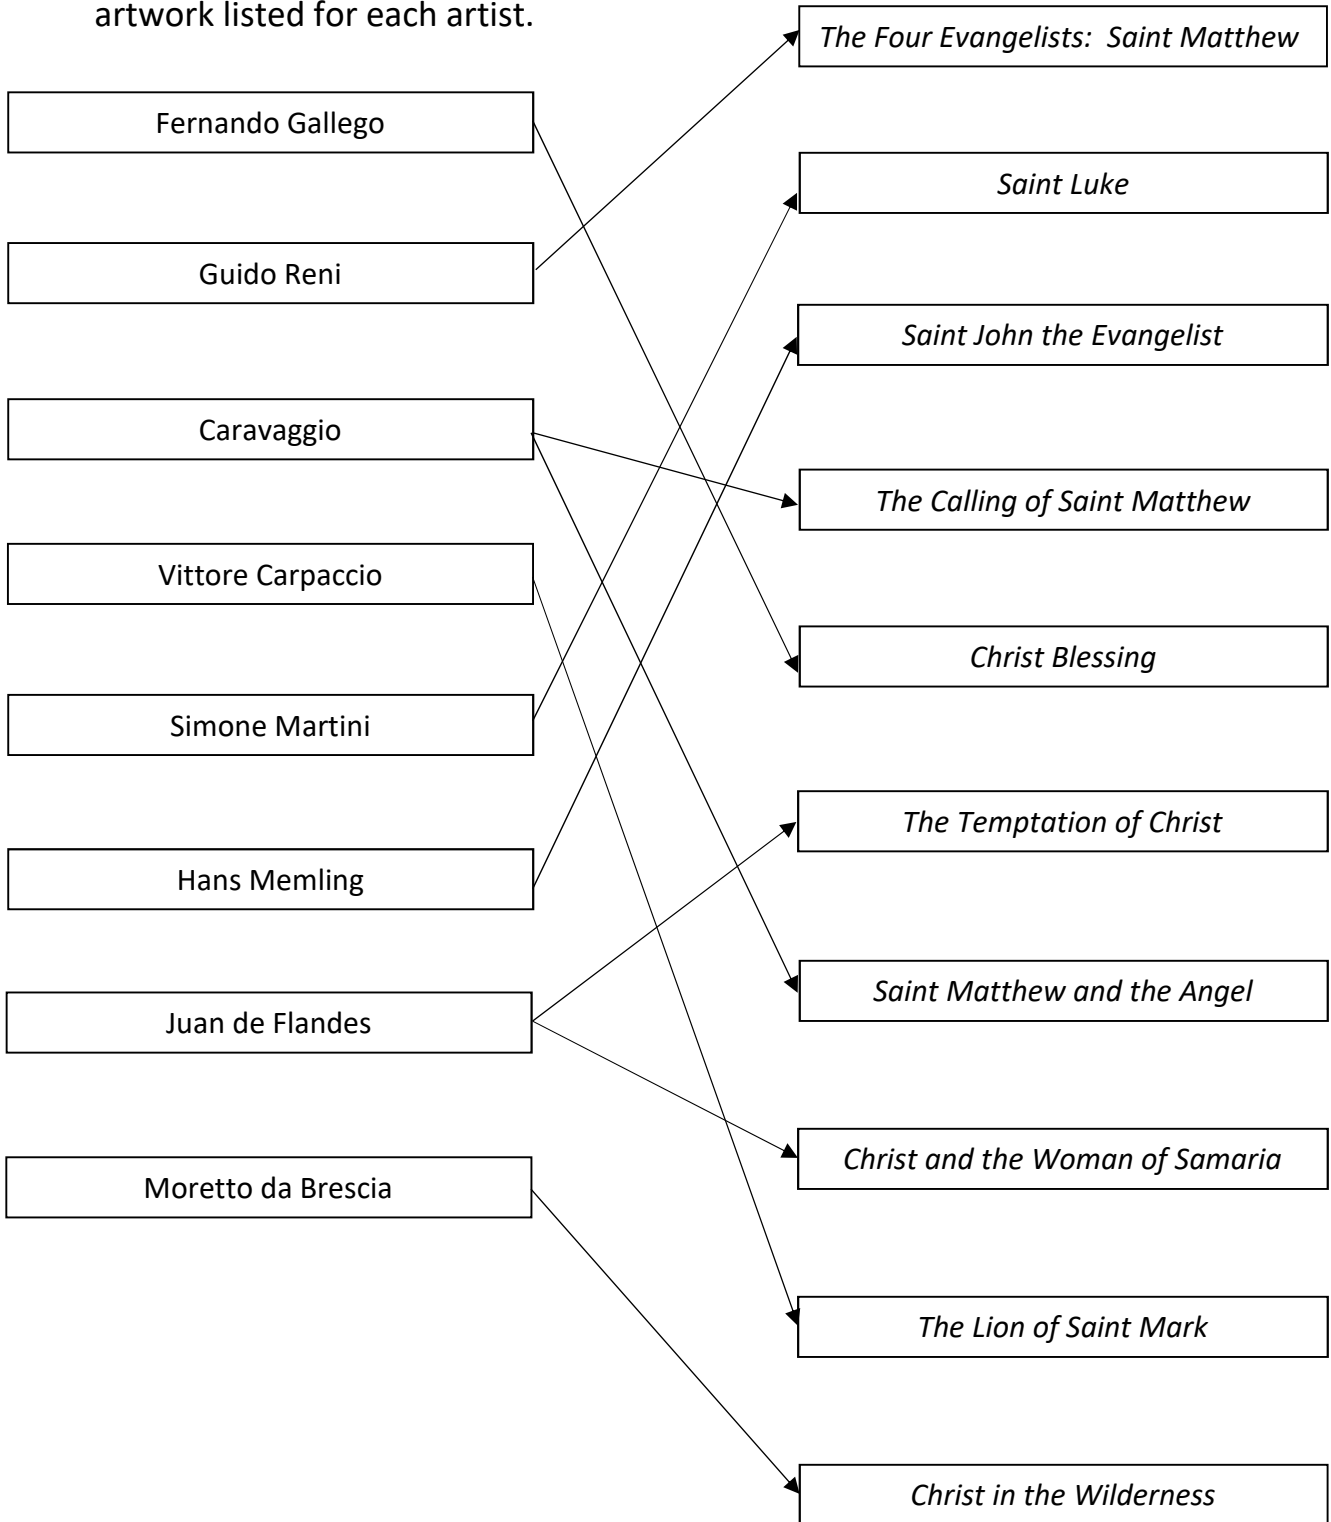 artwork listed for each artist.
Fernando Gallego
Guido Reni
Caravaggio
Vittore Carpaccio
Simone Martini
Hans Memling
Juan de Flandes
Moretto da Brescia
The Four Evangelists:  Saint Matthew
Saint Luke
Saint John the Evangelist
The Calling of Saint Matthew
Christ Blessing
The Temptation of Christ
Saint Matthew and the Angel
Christ and the Woman of Samaria
The Lion of Saint Mark
Christ in the Wilderness